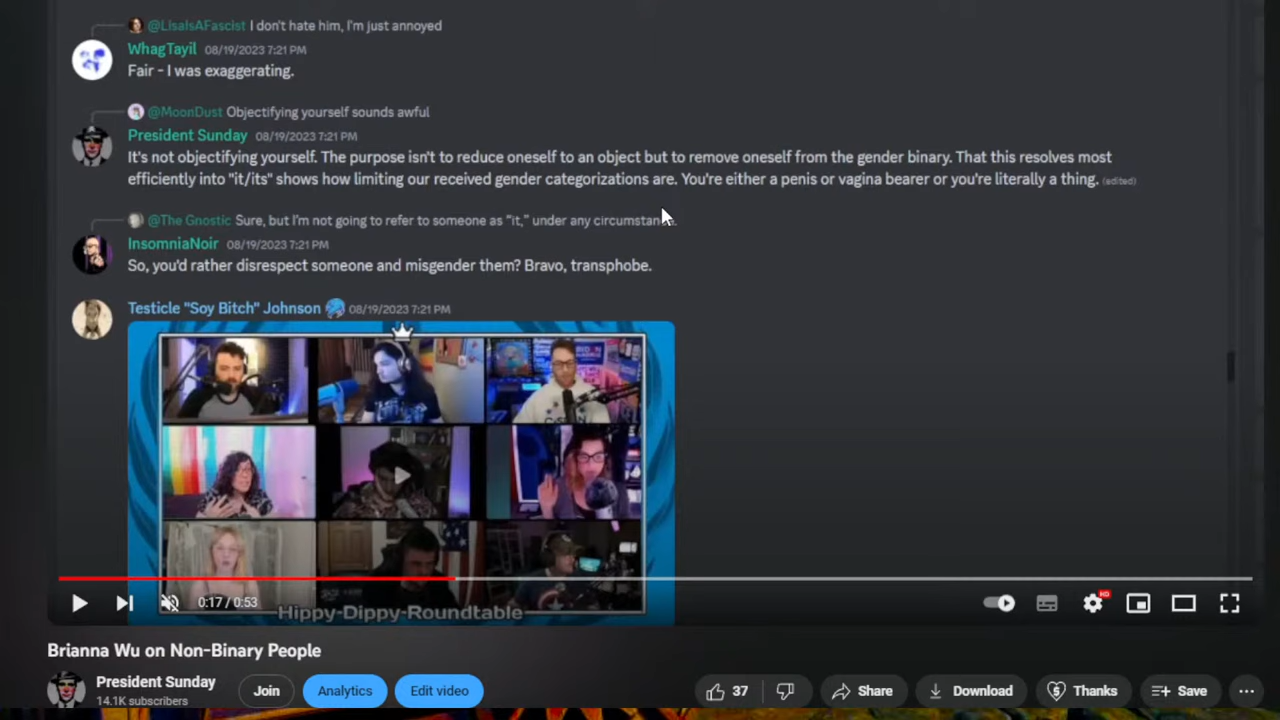 @LisaIsAFascist I don't hate him, I'm just annoyed
WhagTayil 08/19/2023 7:21 PM
Fair - I was exaggerating.
@MoonDust Objectifying yourself sounds awful
President Sunday 08/19/2023 7:21 PM
It's not objectifying yourself. The purpose isn't to reduce oneself to an object but to remove oneself from the gender binary. That this resolves most
efficiently into "it/its" shows how limiting our received gender categorizations are. You're either a penis or vagina bearer or you're literally a thing. (edited)
@The Gnostic Sure, but I'm not going to refer to someone as "it," under any circumstance.
InsomniaNoir 08/19/2023 7:21 PM
So, you'd rather disrespect someone and misgender them? Bravo, transphobe.
Testicle "Soy Bitch" Johnson 08/19/2023 7:21 PM
Hippy-Dippy-Roundtable
0:17 / 0:53
HD
Brianna Wu on Non-Binary People
President Sunday
14.1K subscribers
Join
Analytics
Edit video
37
Share
Download
Thanks
Save